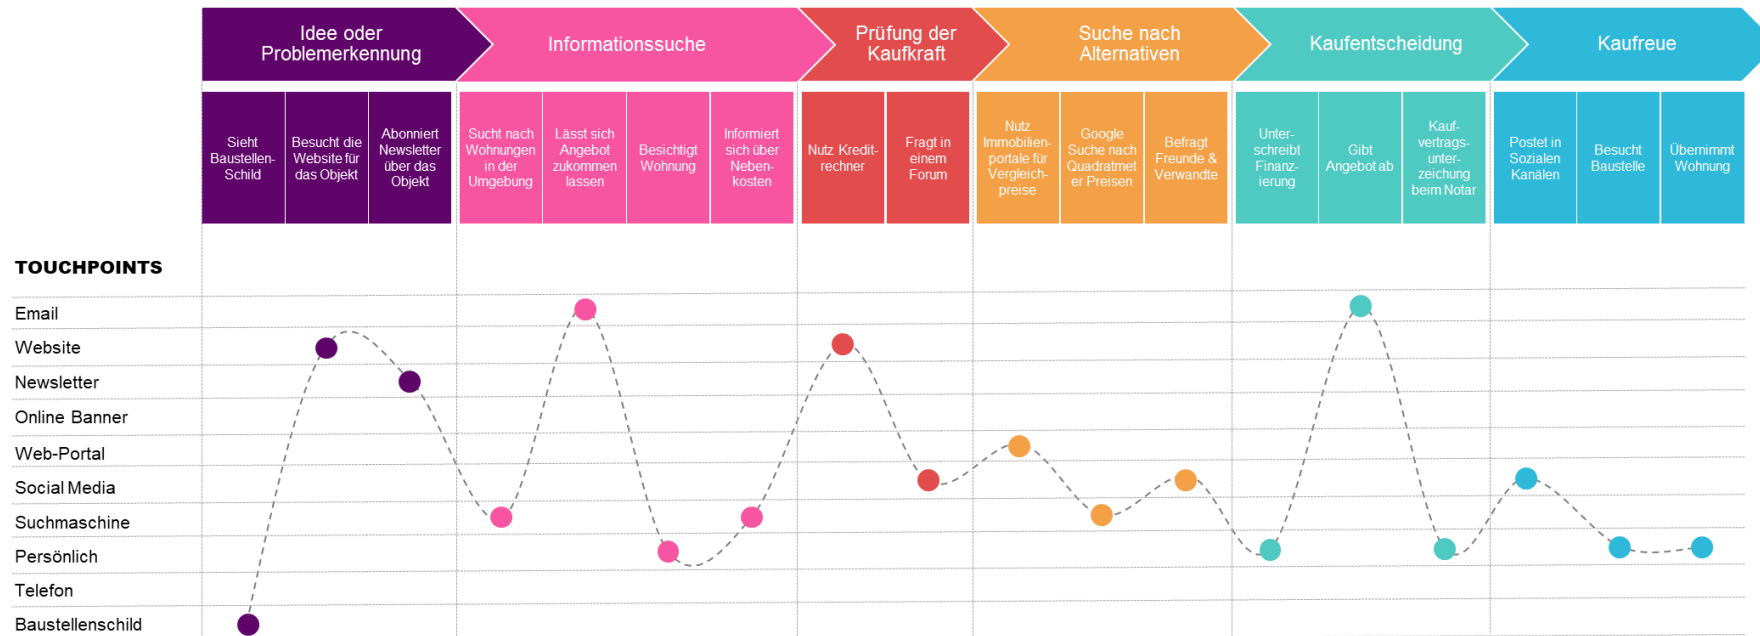 Idee oder
Problemerkennung
Informationssuche
Prüfung der
Kaufkraft
Suche nach
Alternativen
Kaufentscheidung
Kaufreue
Sieht
Baustellen-
Schild
Besucht die
Website für
das Objekt
Abonniert
Newsletter
über das
Objekt
Sucht nach
Wohnungen
in der
Umgebung
Lässt sich
Angebot
zukommen
lassen
Besichtigt
Wohnung
Informiert
sich über
Neben-
kosten
Nutz Kredit-
rechner
Fragt in
einem
Forum
Nutz
Immobilien-
portale für
Vergleich-
preise
Google
Suche nach
Quadratmet
er Preisen
Befragt
Freunde &
Verwandte
Unter-
schreibt
Finanz-
ierung
Gibt
Angebot ab
Kauf-
vertrags-
unter-
zeichung
beim Notar
Postet in
Sozialen
Kanälen
Besucht
Baustelle
Übernimmt
Wohnung
TOUCHPOINTS
Email
Website
Newsletter
Online Banner
Web-Portal
Social Media
Suchmaschine
Persönlich
Telefon
Baustellenschild